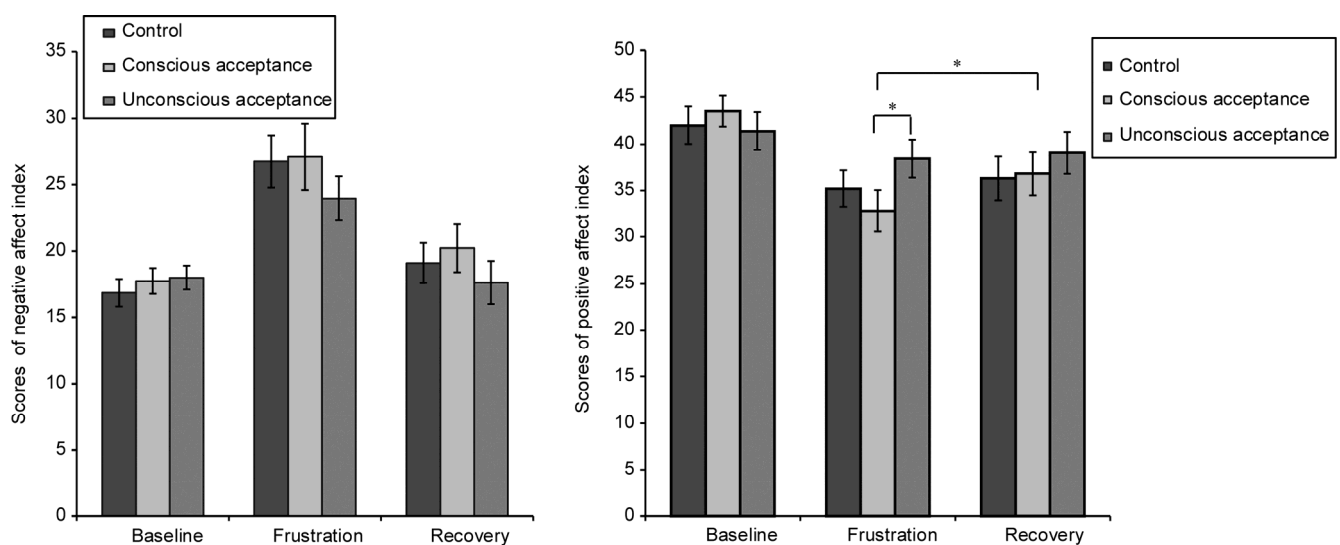 Control
Conscious acceptance
Unconscious acceptance
Scores of negative affect index
35
30
25
20
15
10
5
0
Baseline
Frustration
Recovery
Control
Conscious acceptance
Unconscious acceptance
Scores of positive affect index
50
45
40
35
30
25
20
15
10
5
0
*
*
Baseline
Frustration
Recovery